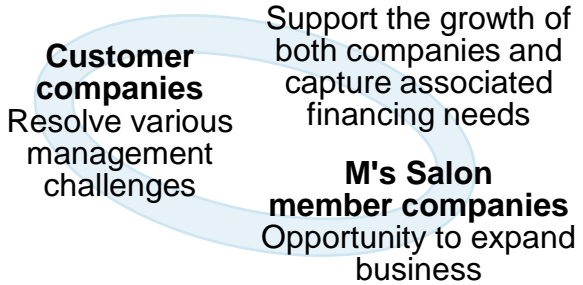 Support the growth of
both companies and
capture associated
financing needs
Customer
companies
Resolve various
management
challenges
M's Salon
member companies
Opportunity to expand
business